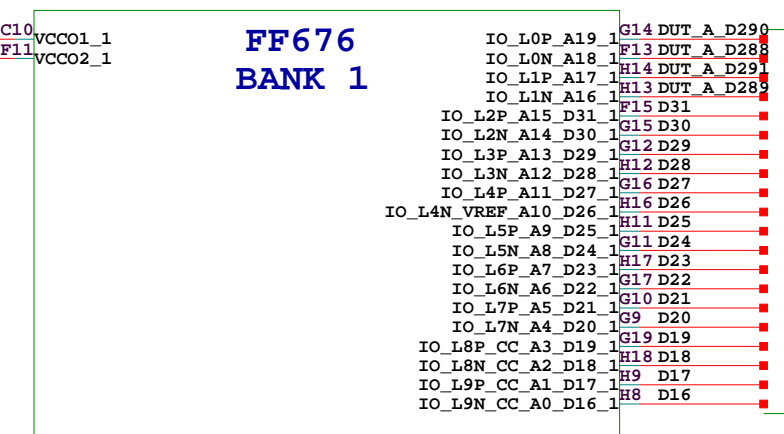 C10 VCCO1_1
F11 VCCO2_1
FF676
BANK 1
IO_L0P_A19_1 G14 DUT_A_D290
IO_L0N_A18_1 F13 DUT_A_D288
IO_L1P_A17_1 H14 DUT_A_D291
IO_L1N_A16_1 H13 DUT_A_D289
IO_L2P_A15_D31_1 F15 D31
IO_L2N_A14_D30_1 G15 D30
IO_L3P_A13_D29_1 G12 D29
IO_L3N_A12_D28_1 H12 D28
IO_L4P_A11_D27_1 G16 D27
IO_L4N_VREF_A10_D26_1 H16 D26
IO_L5P_A9_D25_1 H11 D25
IO_L5N_A8_D24_1 G11 D24
IO_L6P_A7_D23_1 H17 D23
IO_L6N_A6_D22_1 G17 D22
IO_L7P_A5_D21_1 G10 D21
IO_L7N_A4_D20_1 G9 D20
IO_L8P_CC_A3_D19_1 G19 D19
IO_L8N_CC_A2_D18_1 H18 D18
IO_L9P_CC_A1_D17_1 H9 D17
IO_L9N_CC_A0_D16_1 H8 D16